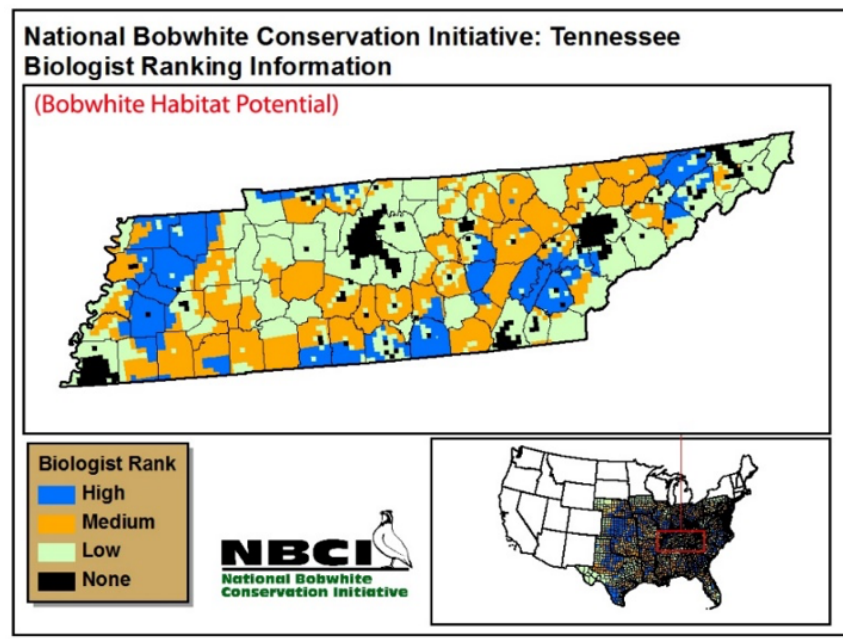 National Bobwhite Conservation Initiative: Tennessee
Biologist Ranking Information
(Bobwhite Habitat Potential)
Biologist Rank
High
Medium
Low
None
NBCI
National Bobwhite
Conservation Initiative